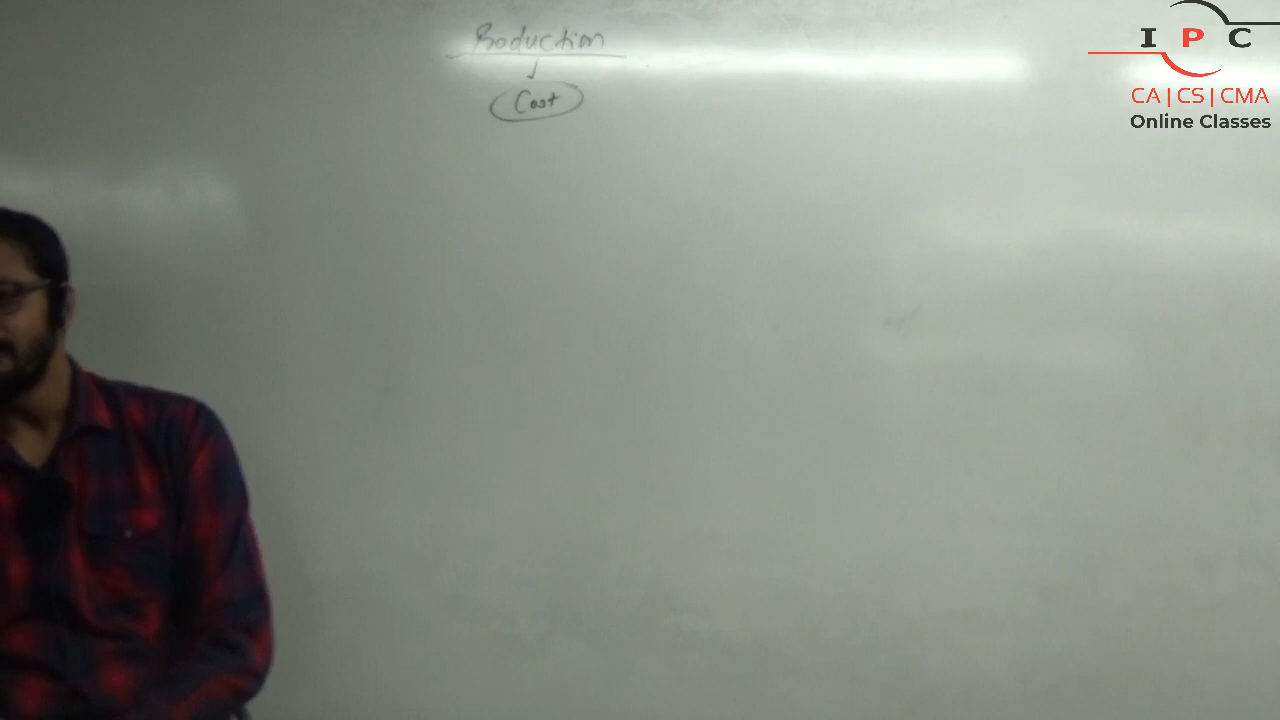 Production
Cost
I P C
CA | CS | CMA
Online Classes